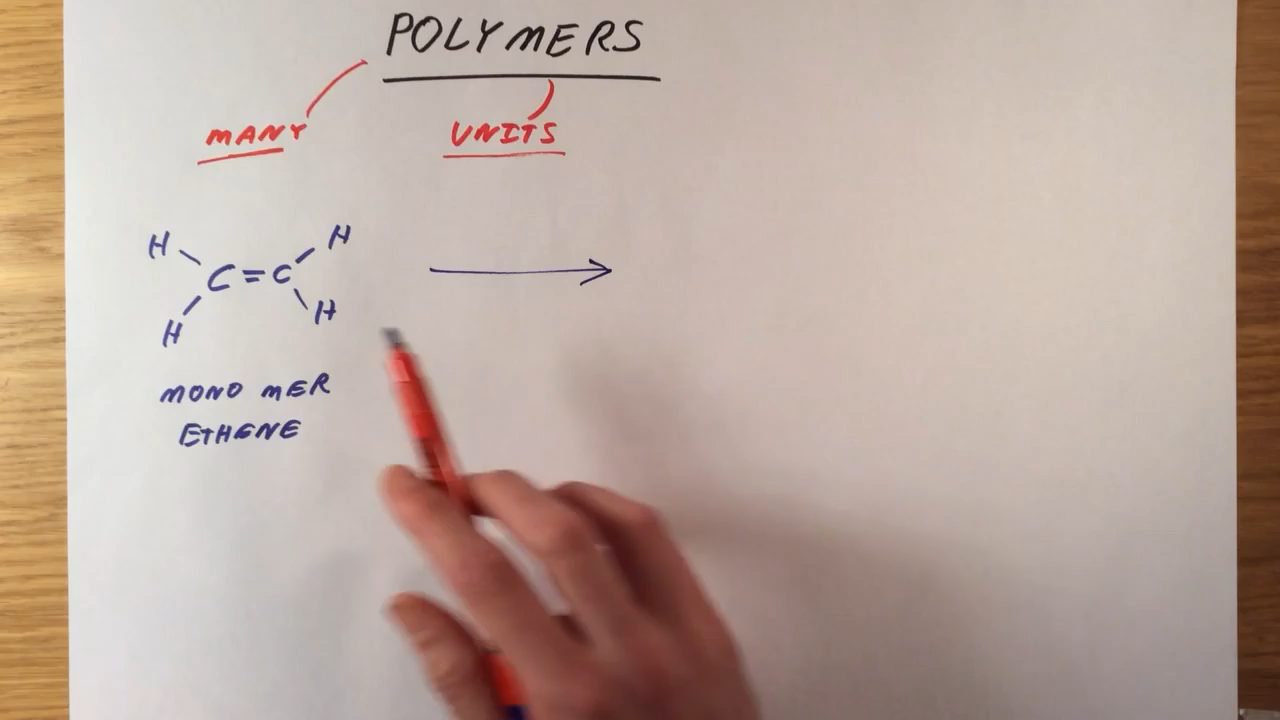 POLYMERS
MANY UNITS
H H
C=C
H H
MONO MER
ETHENE